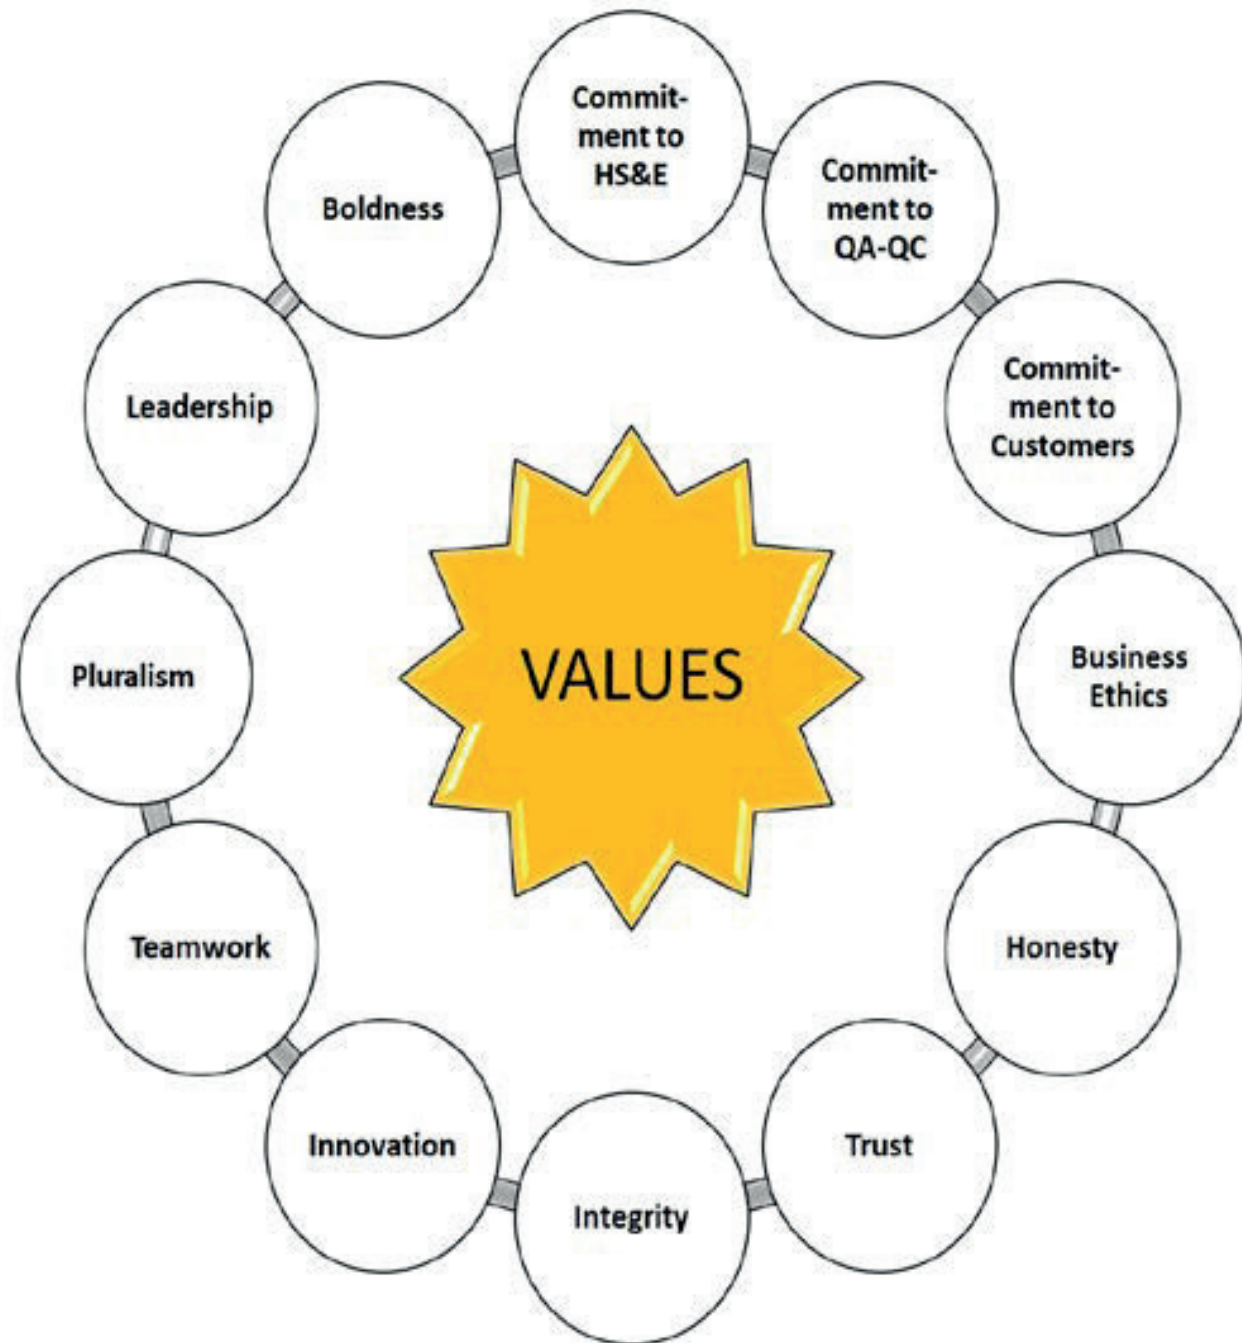 Commit-
ment to
HS&E
Commit-
ment to
QA-QC
Commit-
ment to
Customers
Business
Ethics
Honesty
Trust
Integrity
Innovation
Teamwork
Pluralism
Leadership
Boldness
VALUES